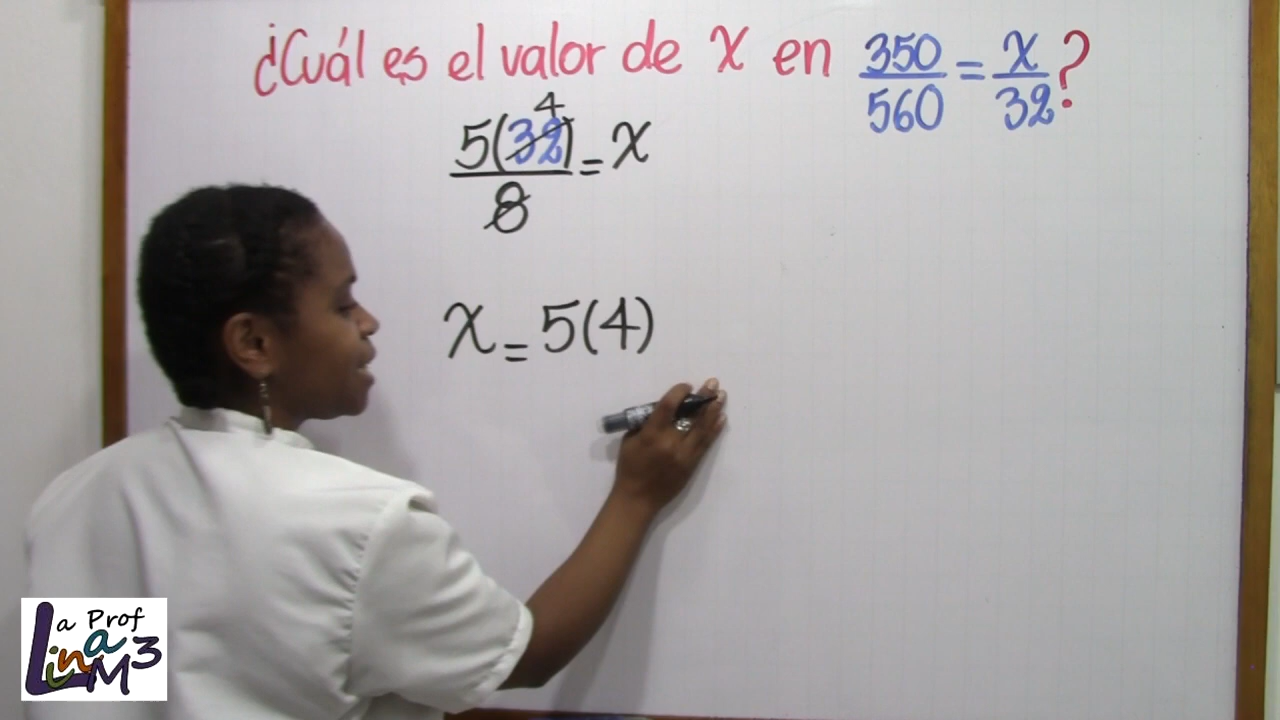 ¿Cuál es el valor de x en 350/560 = x/32?
5(32)/8 = x
4
x = 5(4)
La Prof
Lina M3